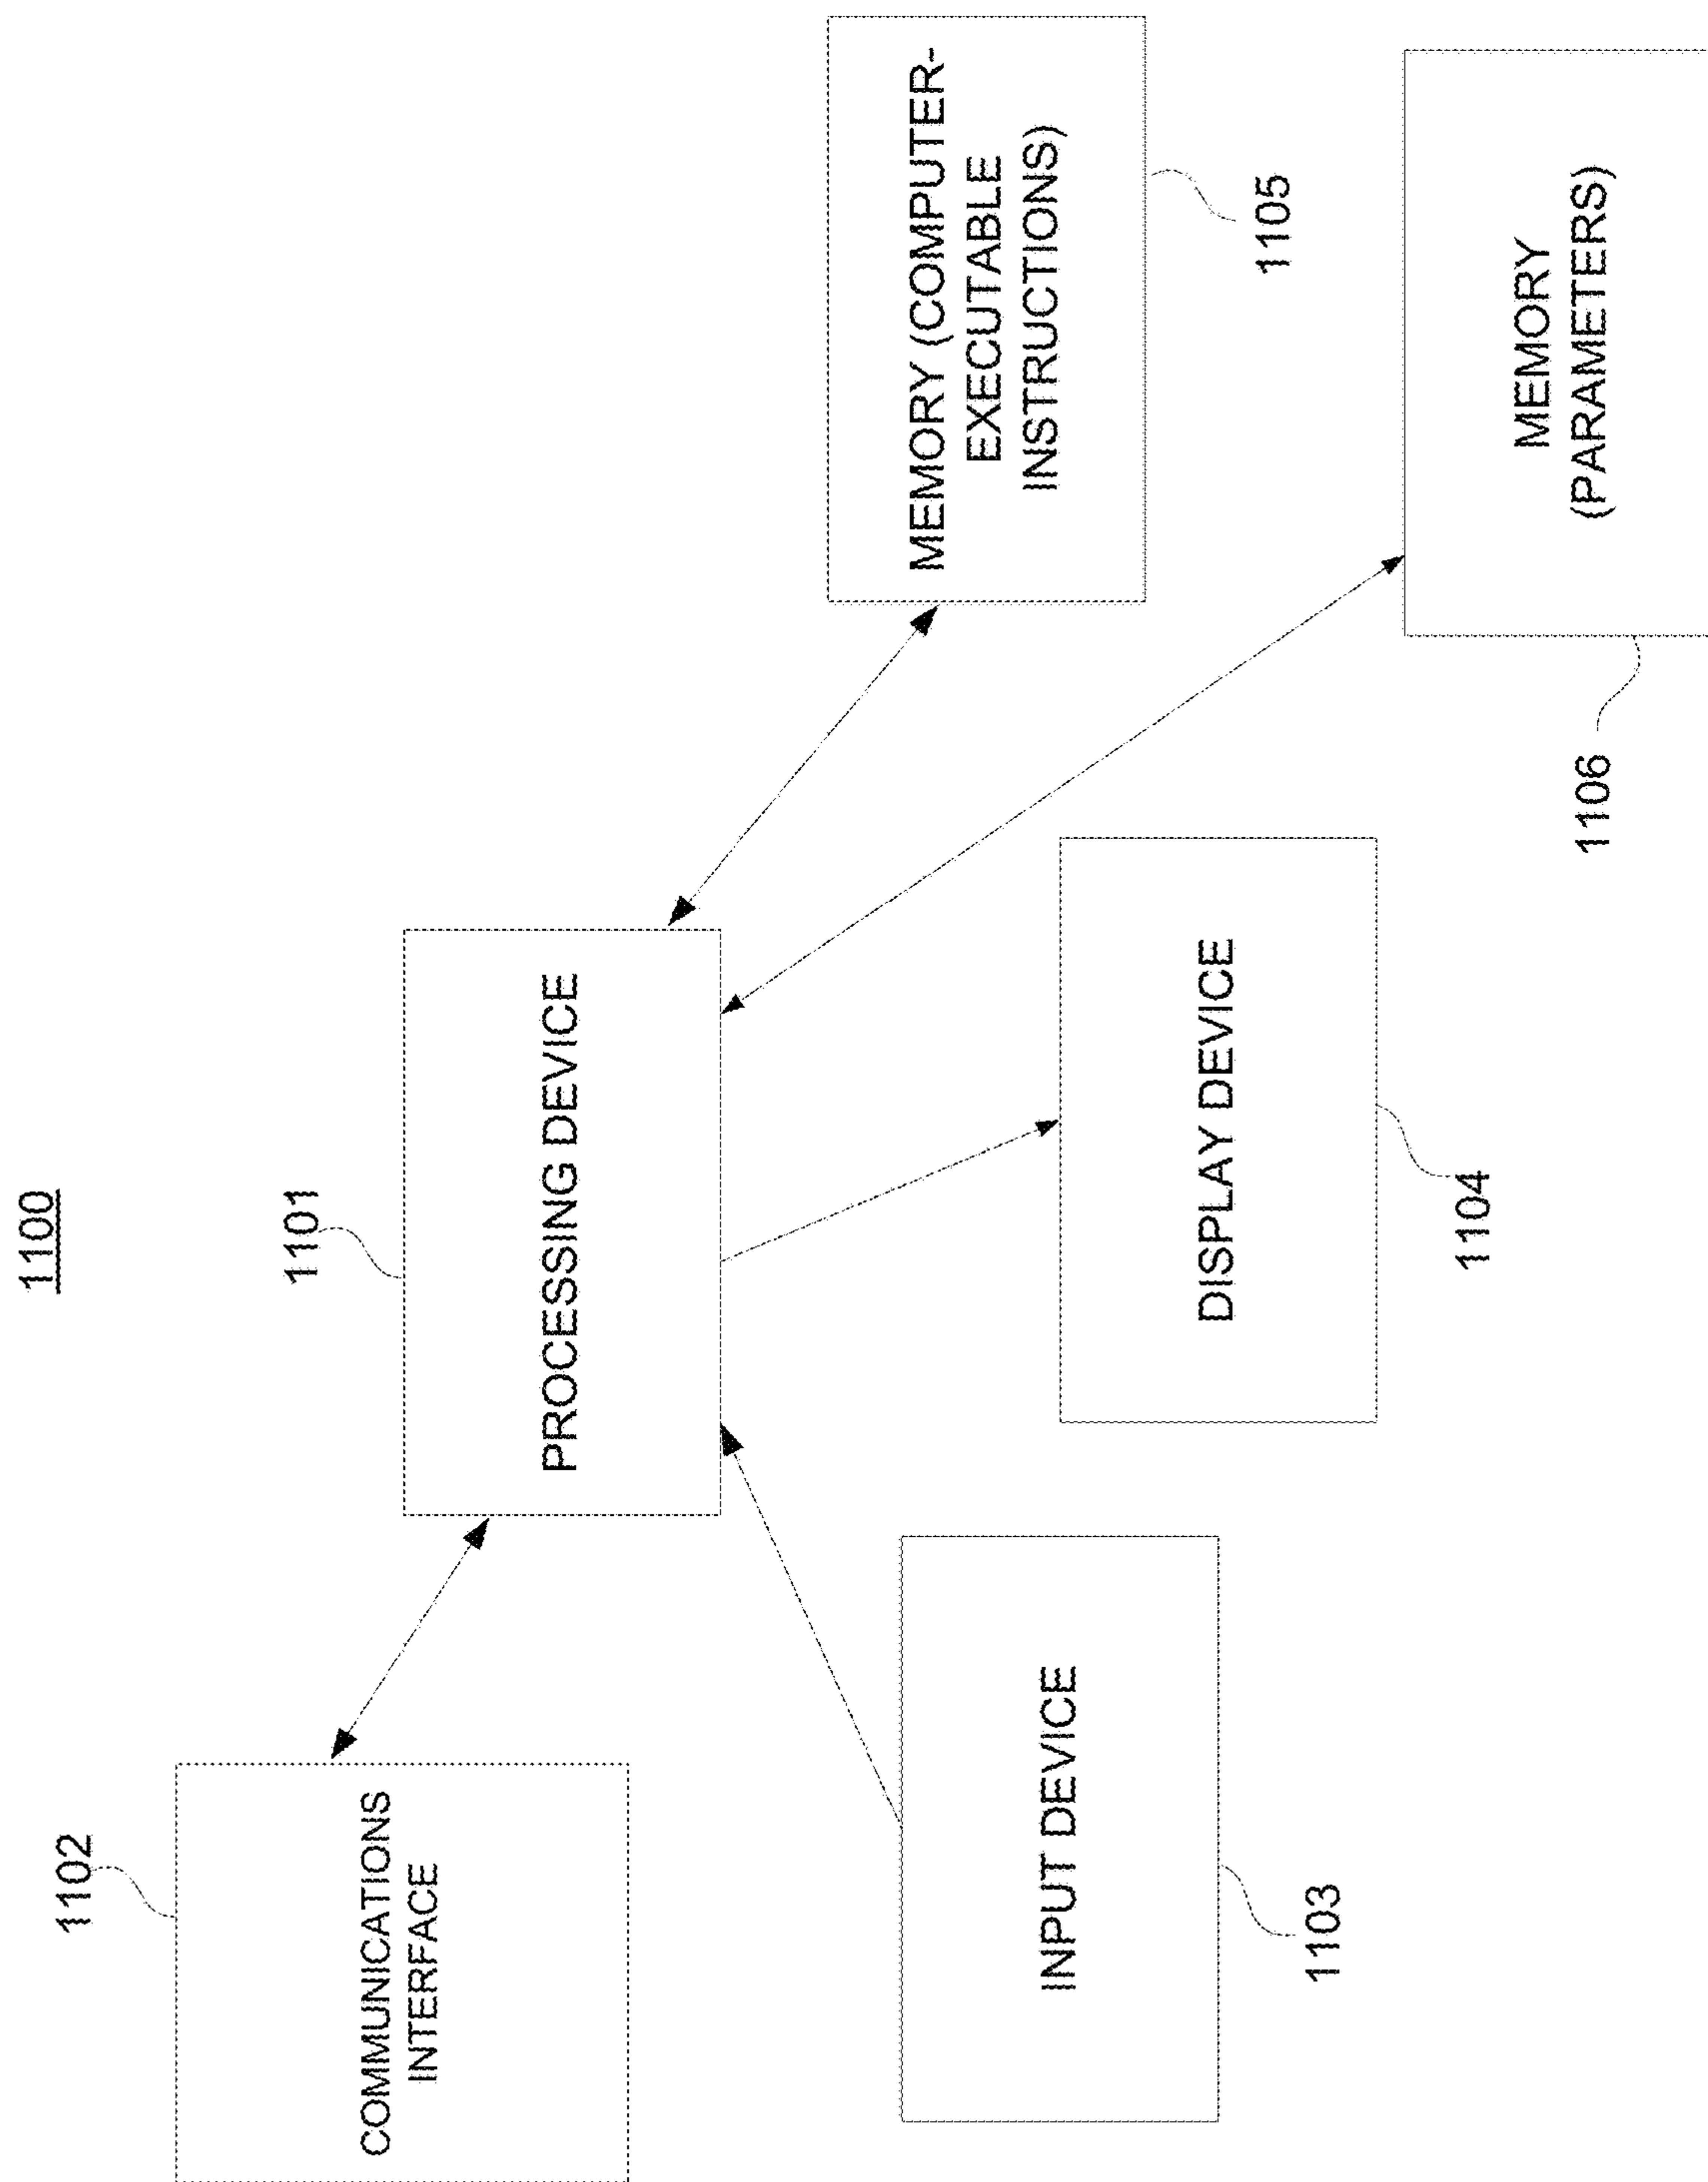 1100
1101
PROCESSING DEVICE
1102
COMMUNICATIONS
INTERFACE
MEMORY (COMPUTER-
EXECUTABLE
INSTRUCTIONS)
1105
INPUT DEVICE
1103
DISPLAY DEVICE
1104
MEMORY
(PARAMETERS)
1106